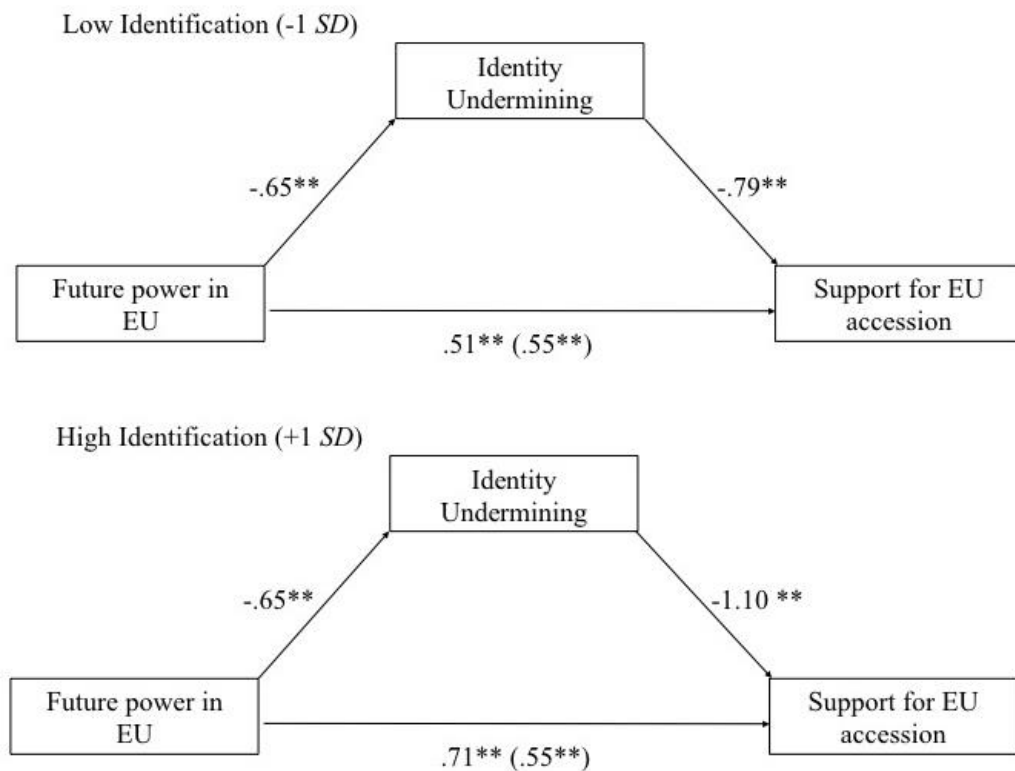 Low Identification (-1 SD)
Identity
Undermining
-.65**
-.79**
Future power in
EU
Support for EU
accession
.51** (.55**)
High Identification (+1 SD)
Identity
Undermining
-.65**
-1.10 **
Future power in
EU
Support for EU
accession
.71** (.55**)